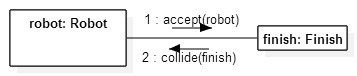 robot: Robot
1 : accept(robot)
finish: Finish
2 : collide(finish)